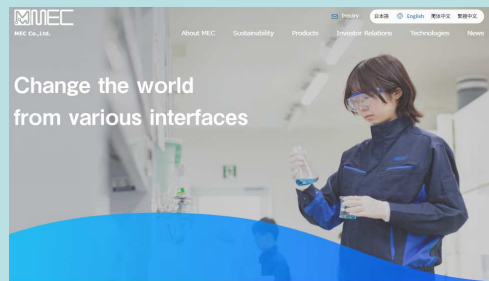 MEC
MEC Co.,Ltd.
Inquiry 日本語 English 简体中文 繁體中文
About MEC Sustainability Products Investor Relations Technologies News
Change the world
from various interfaces